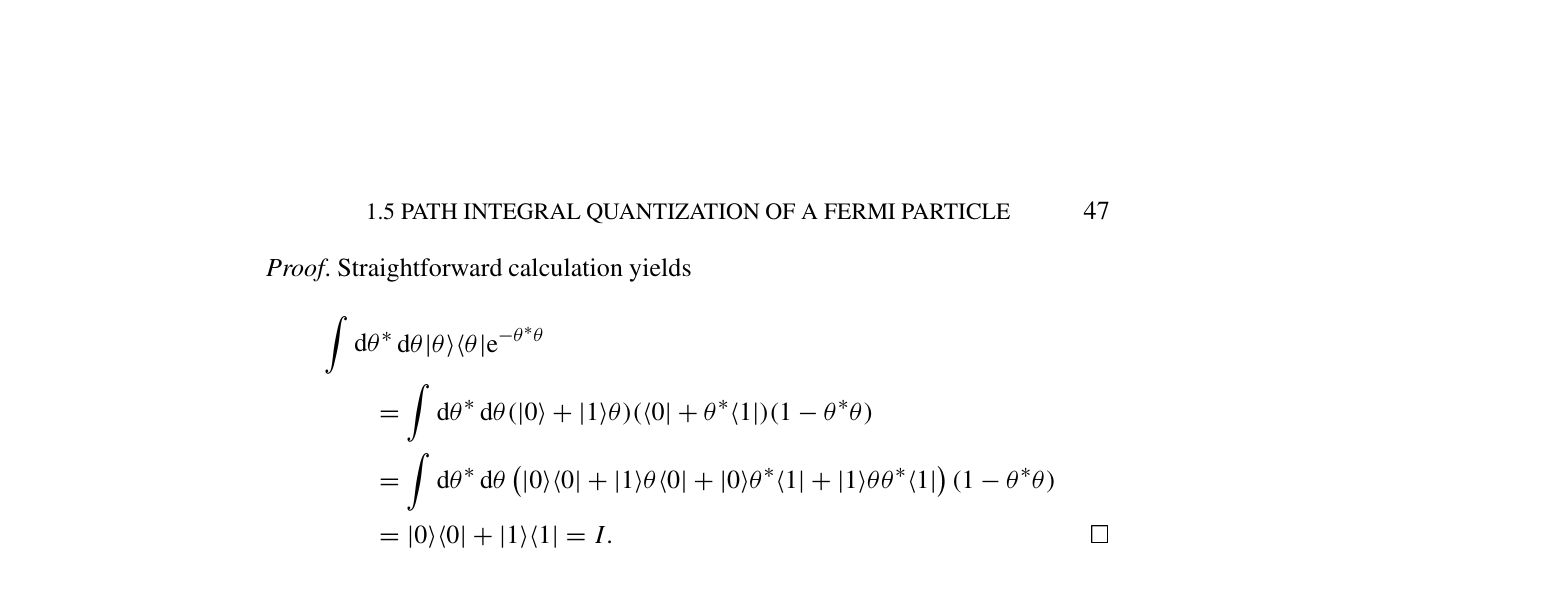 1.5 PATH INTEGRAL QUANTIZATION OF A FERMI PARTICLE 47
Proof. Straightforward calculation yields
∫ dθ* dθ|θ⟩⟨θ|e^{−θ*θ}
= ∫ dθ* dθ(|0⟩ + |1⟩θ)(⟨0| + θ*⟨1|)(1 − θ*θ)
= ∫ dθ* dθ (|0⟩⟨0| + |1⟩θ⟨0| + |0⟩θ*⟨1| + |1⟩θθ*⟨1|) (1 − θ*θ)
= |0⟩⟨0| + |1⟩⟨1| = I. □